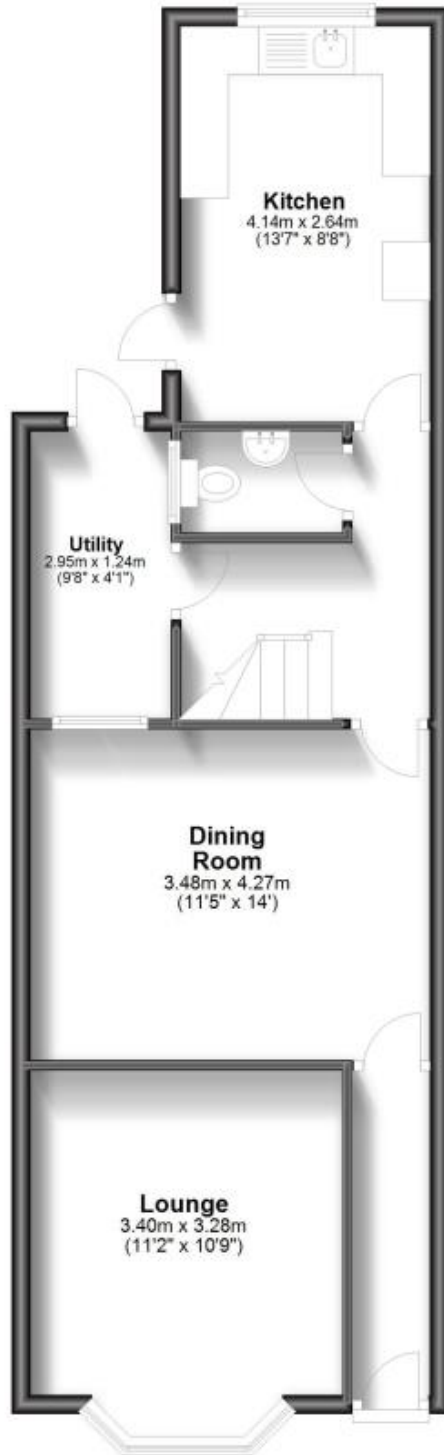 Kitchen
4.14m x 2.64m
(13'7" x 8'8")
Utility
2.95m x 1.24m
(9'8" x 4'1")
Dining
Room
3.48m x 4.27m
(11'5" x 14')
Lounge
3.40m x 3.28m
(11'2" x 10'9")